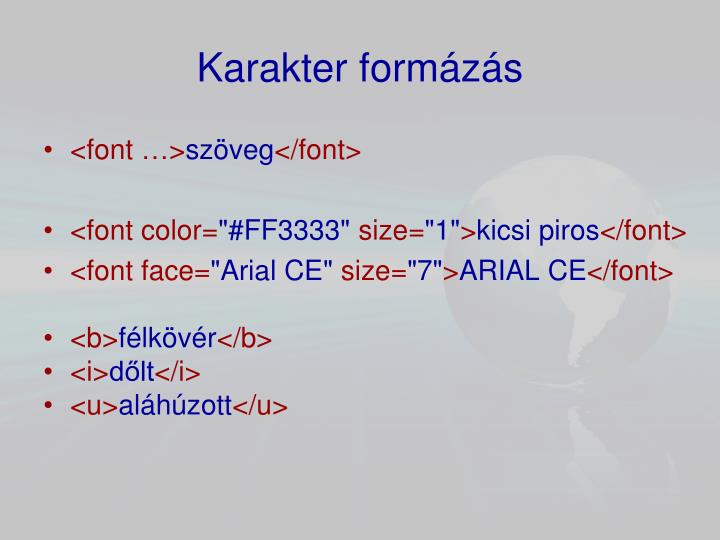 Karakter formázás
• <font …>szöveg</font>
• <font color="#FF3333" size="1">kicsi piros</font>
• <font face="Arial CE" size="7">ARIAL CE</font>
• <b>félkövér</b>
• <i>dőlt</i>
• <u>aláhúzott</u>